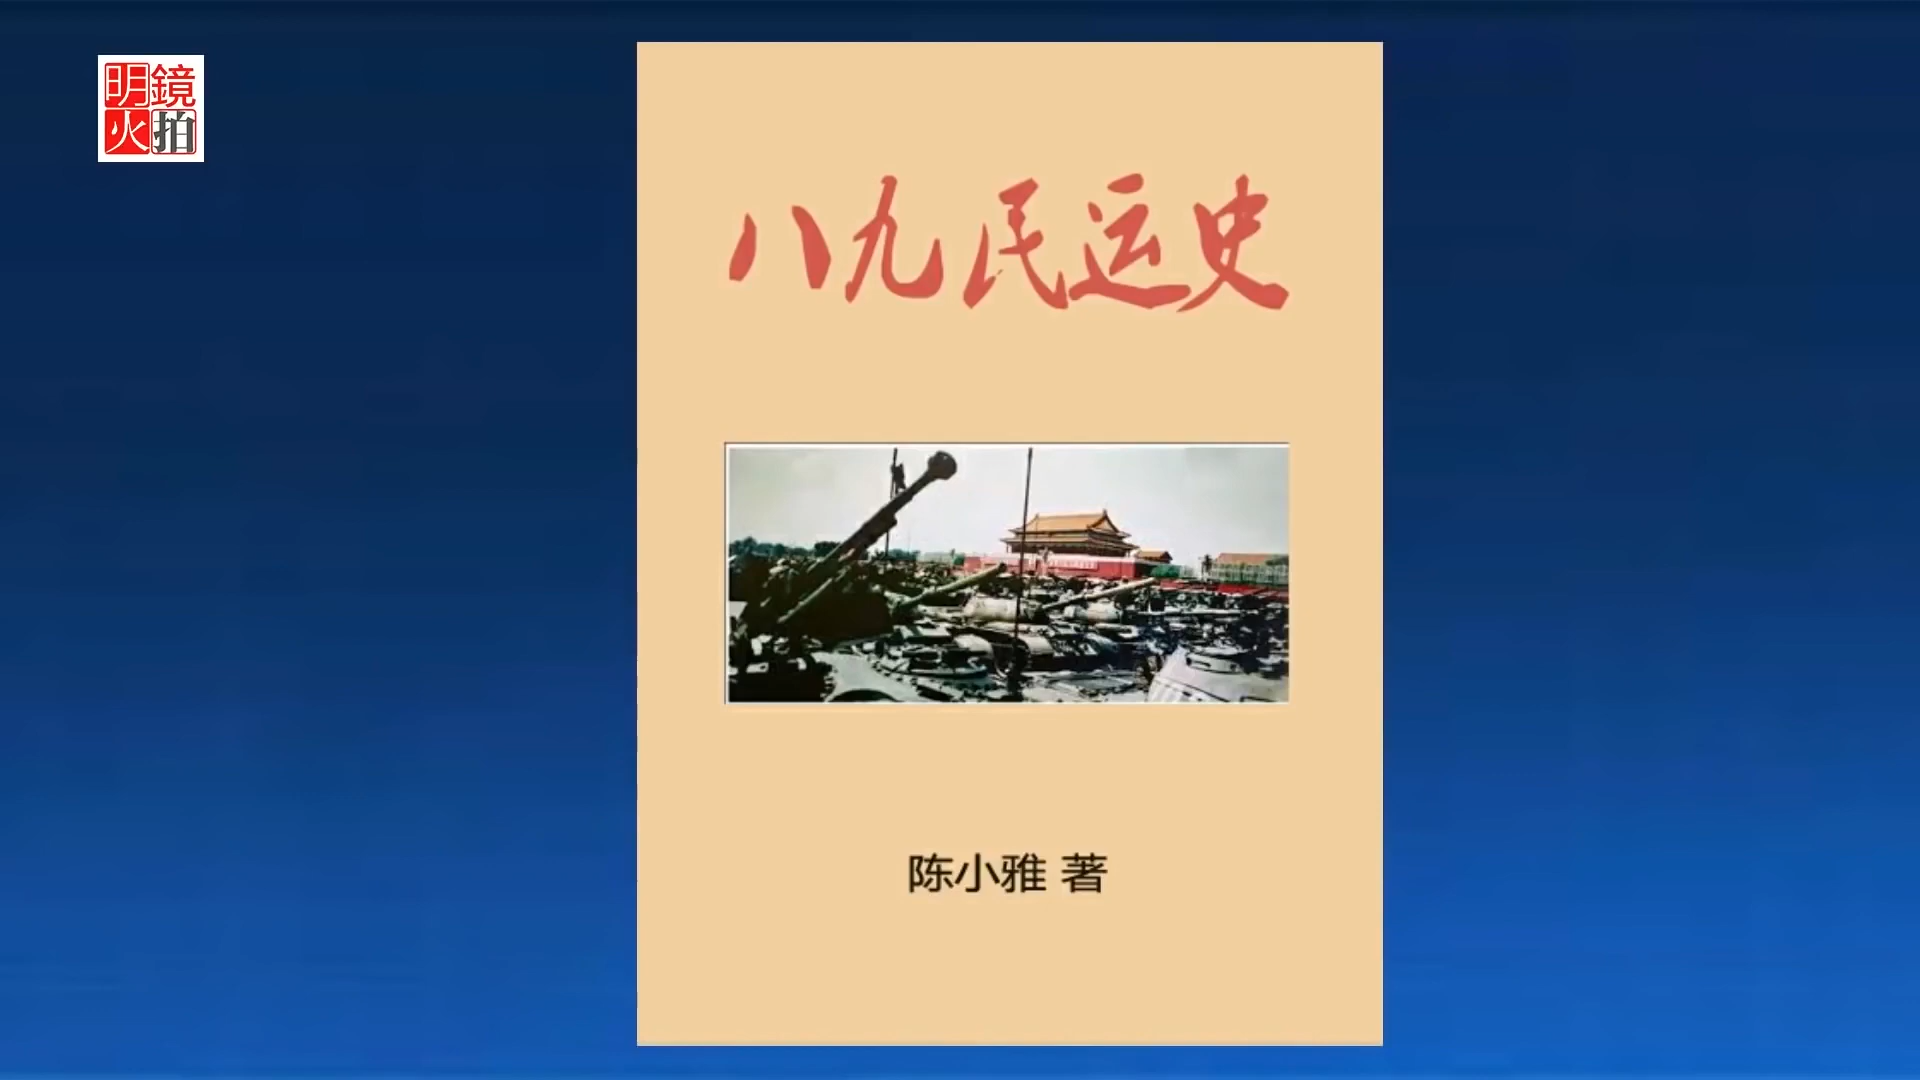 明鏡
火拍
八九民运史
陈小雅 著